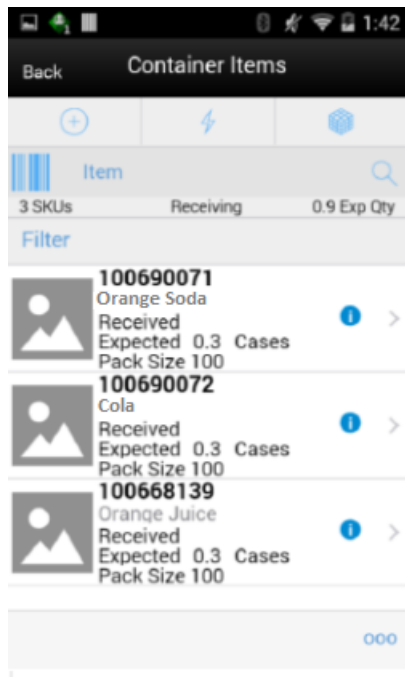 1:42
Back Container Items
Item
3 SKUs Receiving 0.9 Exp Qty
Filter
100690071
Orange Soda
Received
Expected 0.3 Cases
Pack Size 100
100690072
Cola
Received
Expected 0.3 Cases
Pack Size 100
100668139
Orange Juice
Received
Expected 0.3 Cases
Pack Size 100